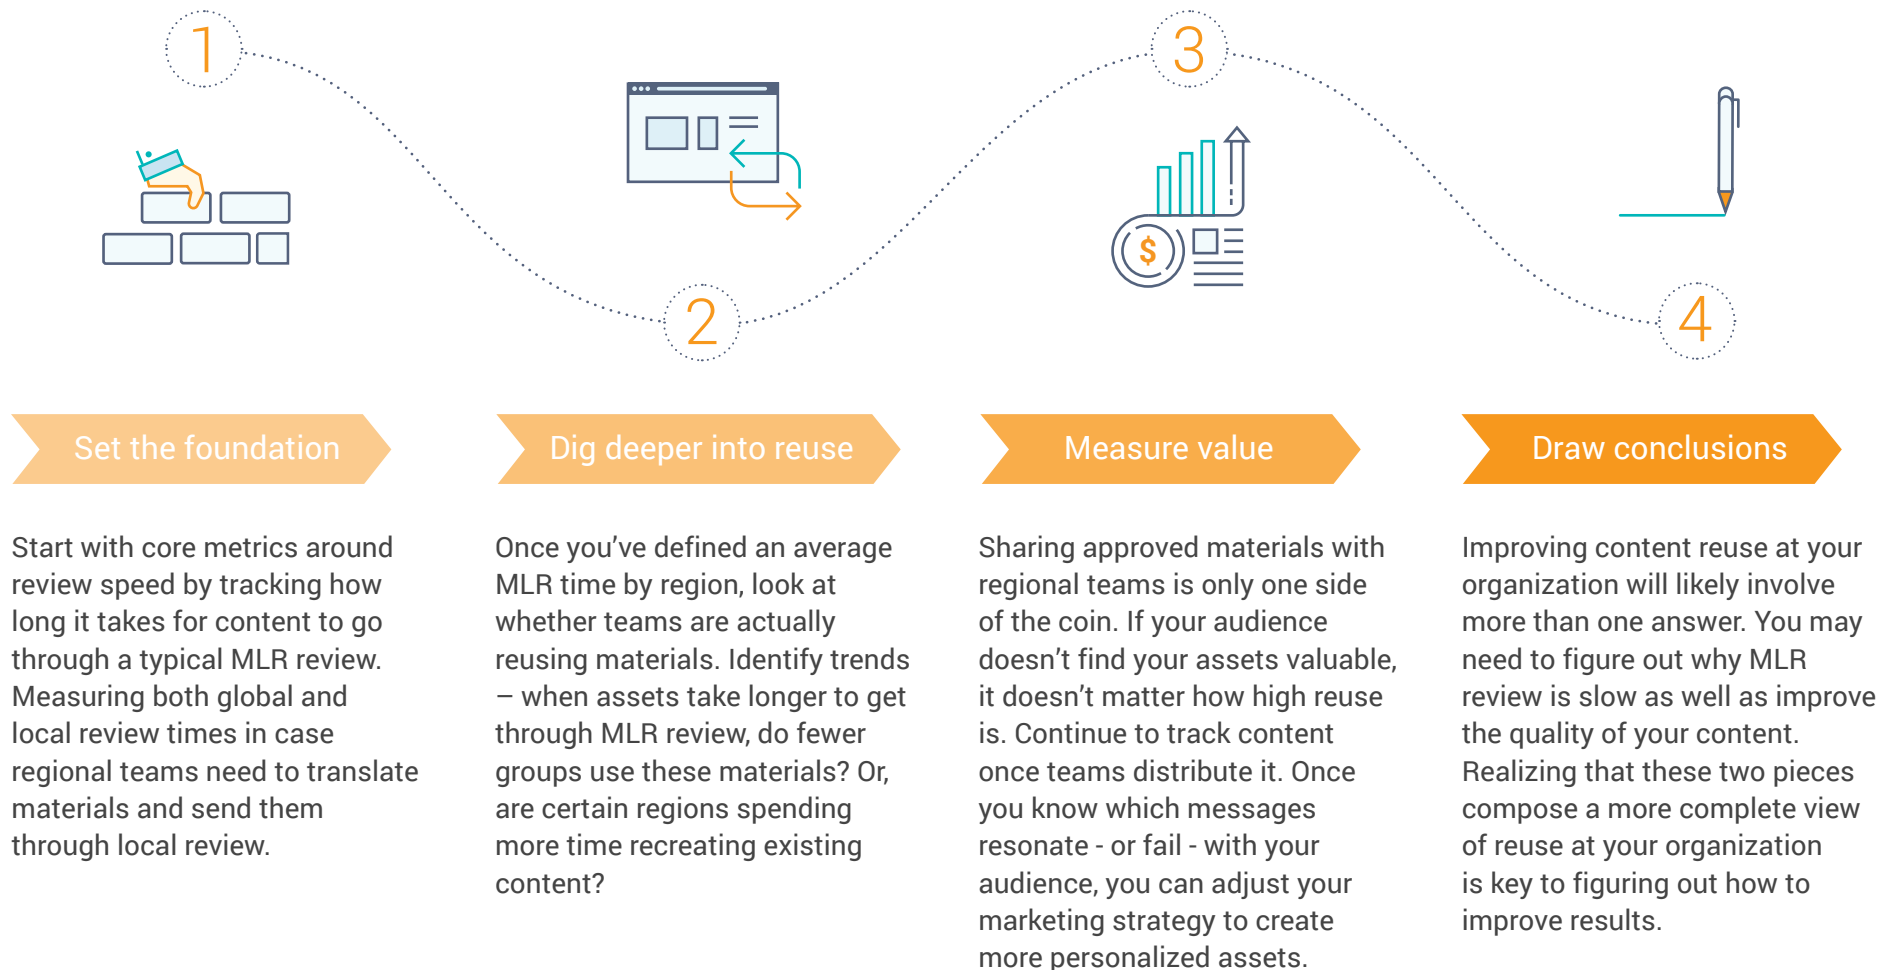 1
2
3
4
$
Set the foundation
Start with core metrics around
review speed by tracking how
long it takes for content to go
through a typical MLR review.
Measuring both global and
local review times in case
regional teams need to translate
materials and send them
through local review.
Dig deeper into reuse
Once you’ve defined an average
MLR time by region, look at
whether teams are actually
reusing materials. Identify trends
– when assets take longer to get
through MLR review, do fewer
groups use these materials? Or,
are certain regions spending
more time recreating existing
content?
Measure value
Sharing approved materials with
regional teams is only one side
of the coin. If your audience
doesn’t find your assets valuable,
it doesn’t matter how high reuse
is. Continue to track content
once teams distribute it. Once
you know which messages
resonate - or fail - with your
audience, you can adjust your
marketing strategy to create
more personalized assets.
Draw conclusions
Improving content reuse at your
organization will likely involve
more than one answer. You may
need to figure out why MLR
review is slow as well as improve
the quality of your content.
Realizing that these two pieces
compose a more complete view
of reuse at your organization
is key to figuring out how to
improve results.